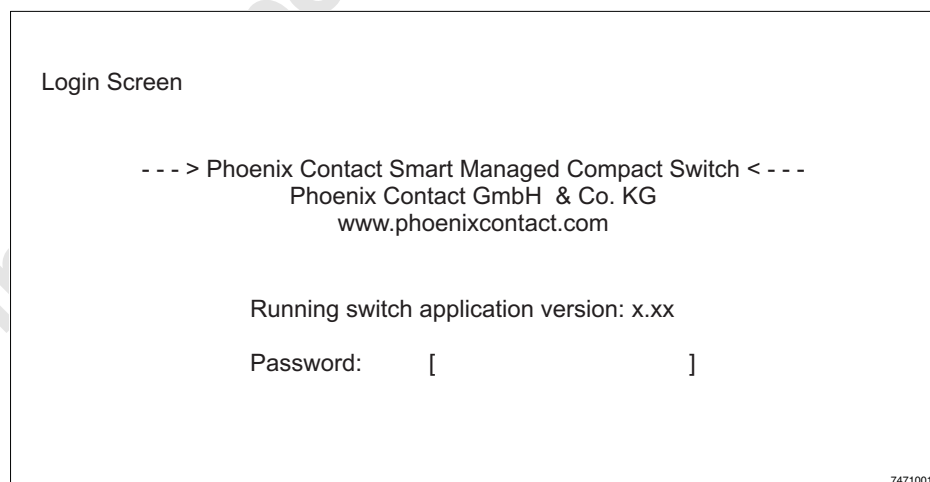 Login Screen
- - - > Phoenix Contact Smart Managed Compact Switch < - - -
Phoenix Contact GmbH & Co. KG
www.phoenixcontact.com
Running switch application version: x.xx
Password: [ ]